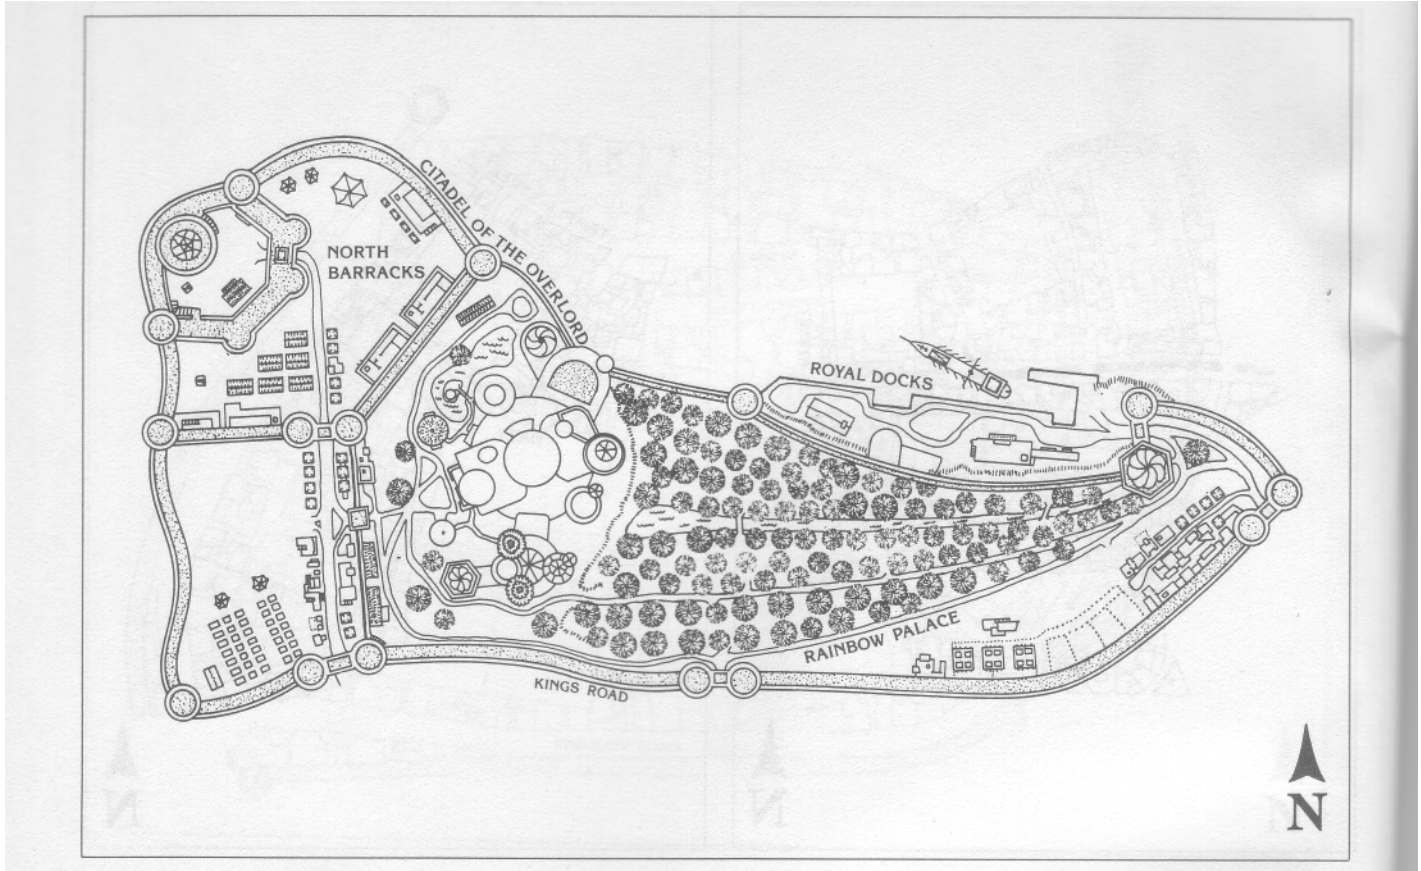 CITADEL OF THE OVERLORD
NORTH
BARRACKS
ROYAL DOCKS
RAINBOW PALACE
KINGS ROAD
N